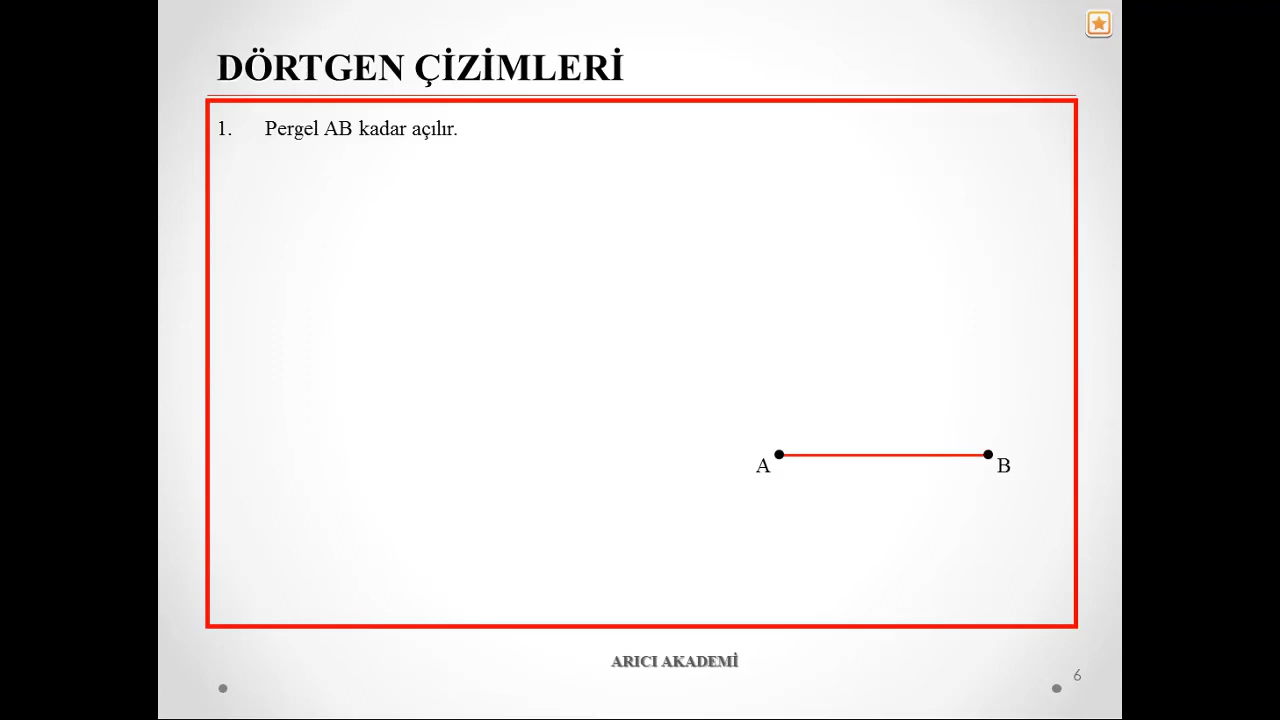 DÖRTGEN ÇİZİMLERİ
1. Pergel AB kadar açılır.
A
B
ARICI AKADEMİ
6